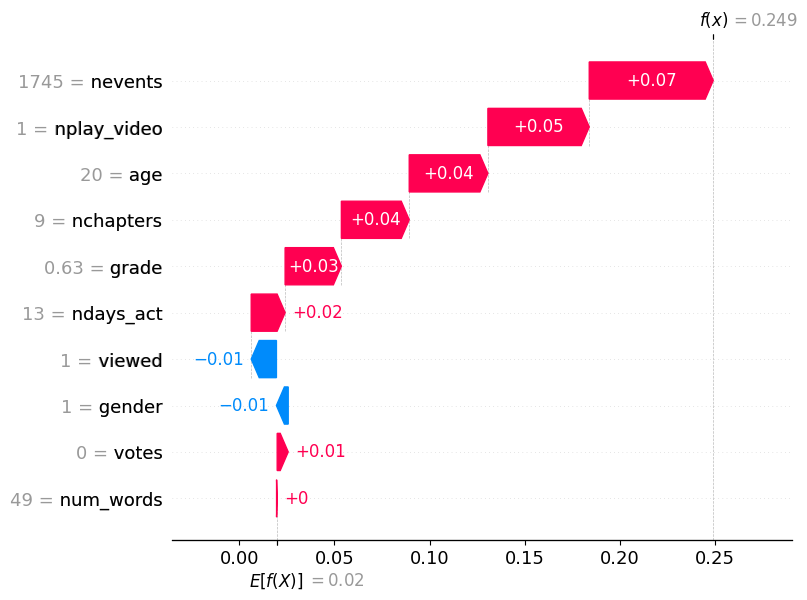 f(x) = 0.249
1745 = nevents +0.07
1 = nplay_video +0.05
20 = age +0.04
9 = nchapters +0.04
0.63 = grade +0.03
13 = ndays_act +0.02
1 = viewed −0.01
1 = gender −0.01
0 = votes +0.01
49 = num_words +0
0.00 0.05 0.10 0.15 0.20 0.25
E[f(X)] = 0.02